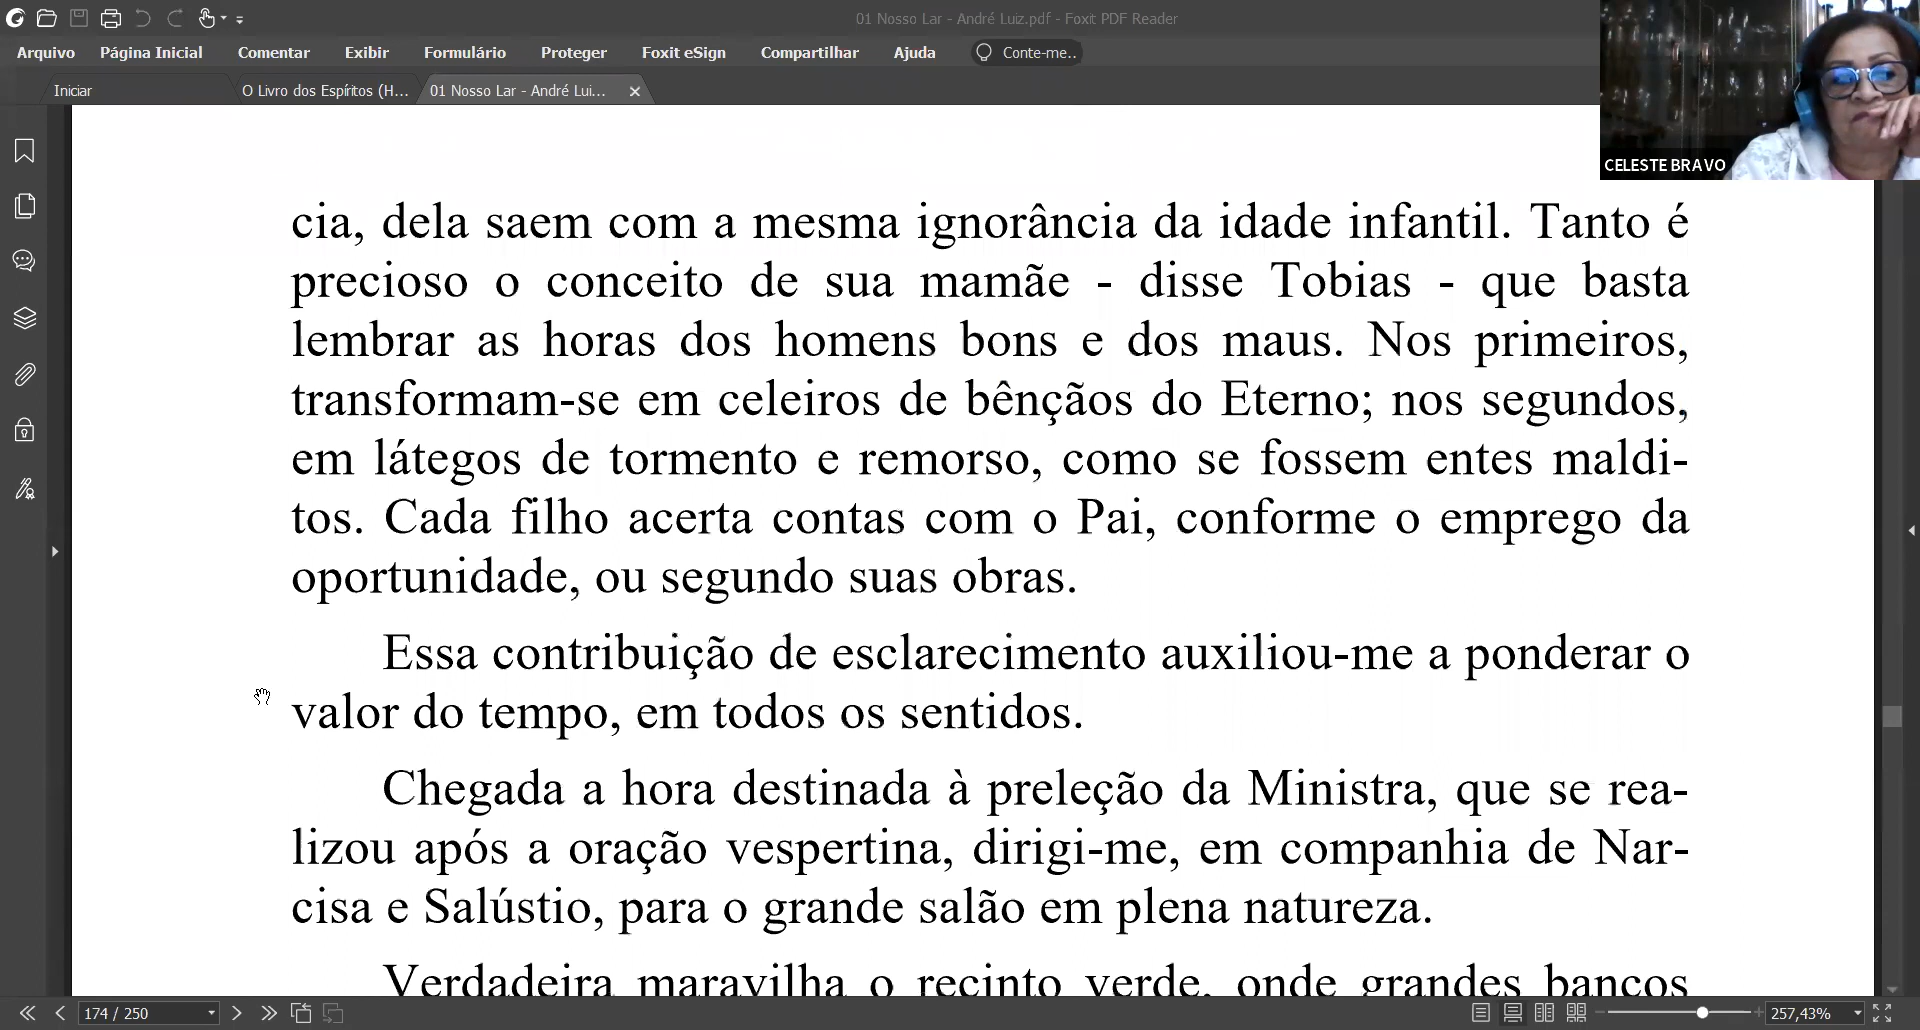 01 Nosso Lar - André Luiz.pdf - Foxit PDF Reader
Arquivo Página Inicial Comentar Exibir Formulário Proteger Foxit eSign Compartilhar Ajuda Conte-me..
Iniciar O Livro dos Espíritos (H... 01 Nosso Lar - André Lui...
CELESTE BRAVO
cia, dela saem com a mesma ignorância da idade infantil. Tanto é
precioso o conceito de sua mamãe - disse Tobias - que basta
lembrar as horas dos homens bons e dos maus. Nos primeiros,
transformam-se em celeiros de bênçãos do Eterno; nos segundos,
em látegos de tormento e remorso, como se fossem entes maldi-
tos. Cada filho acerta contas com o Pai, conforme o emprego da
oportunidade, ou segundo suas obras.
Essa contribuição de esclarecimento auxiliou-me a ponderar o
valor do tempo, em todos os sentidos.
Chegada a hora destinada à preleção da Ministra, que se rea-
lizou após a oração vespertina, dirigi-me, em companhia de Nar-
cisa e Salústio, para o grande salão em plena natureza.
Verdadeira maravilha o recinto verde, onde grandes bancos
174 / 250 257,43%